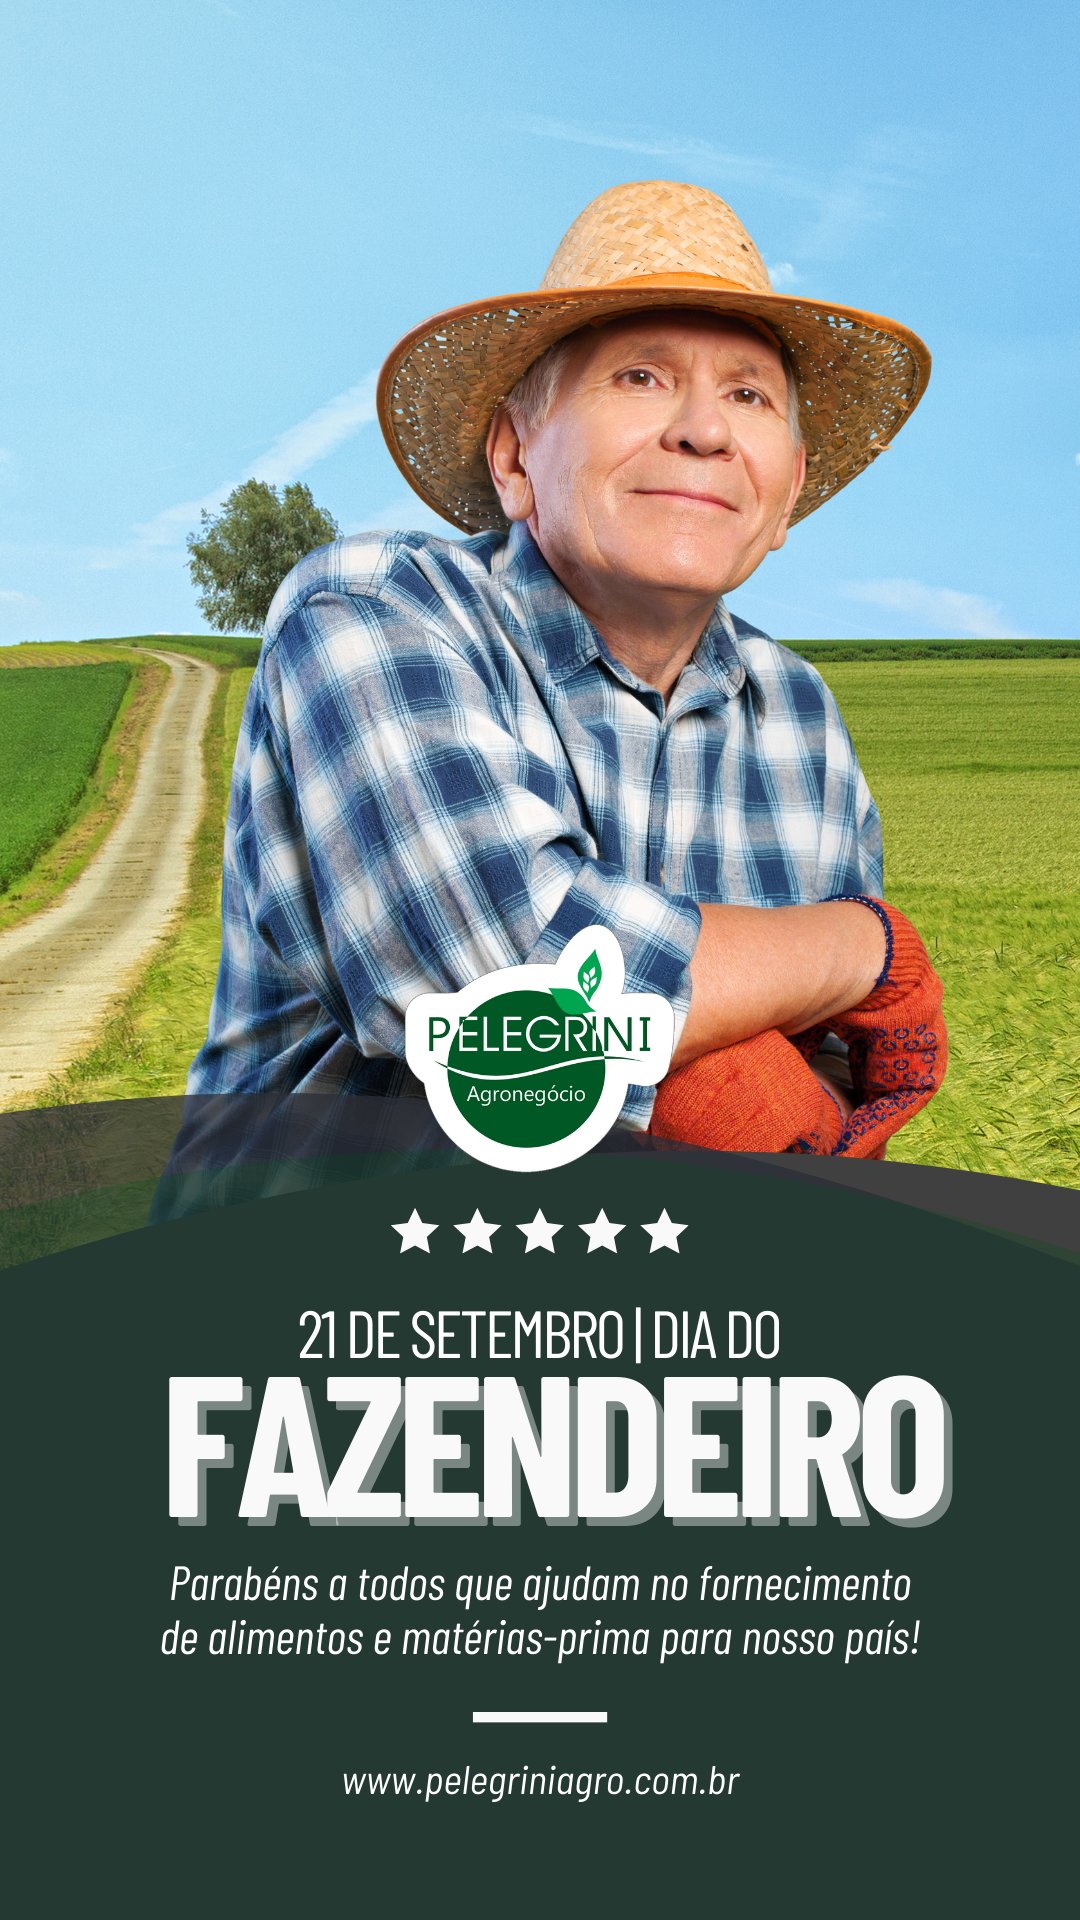 PELEGRINI
Agronegócio
21 DE SETEMBRO | DIA DO
FAZENDEIRO
Parabéns a todos que ajudam no fornecimento
de alimentos e matérias-prima para nosso país!
www.pelegriniagro.com.br